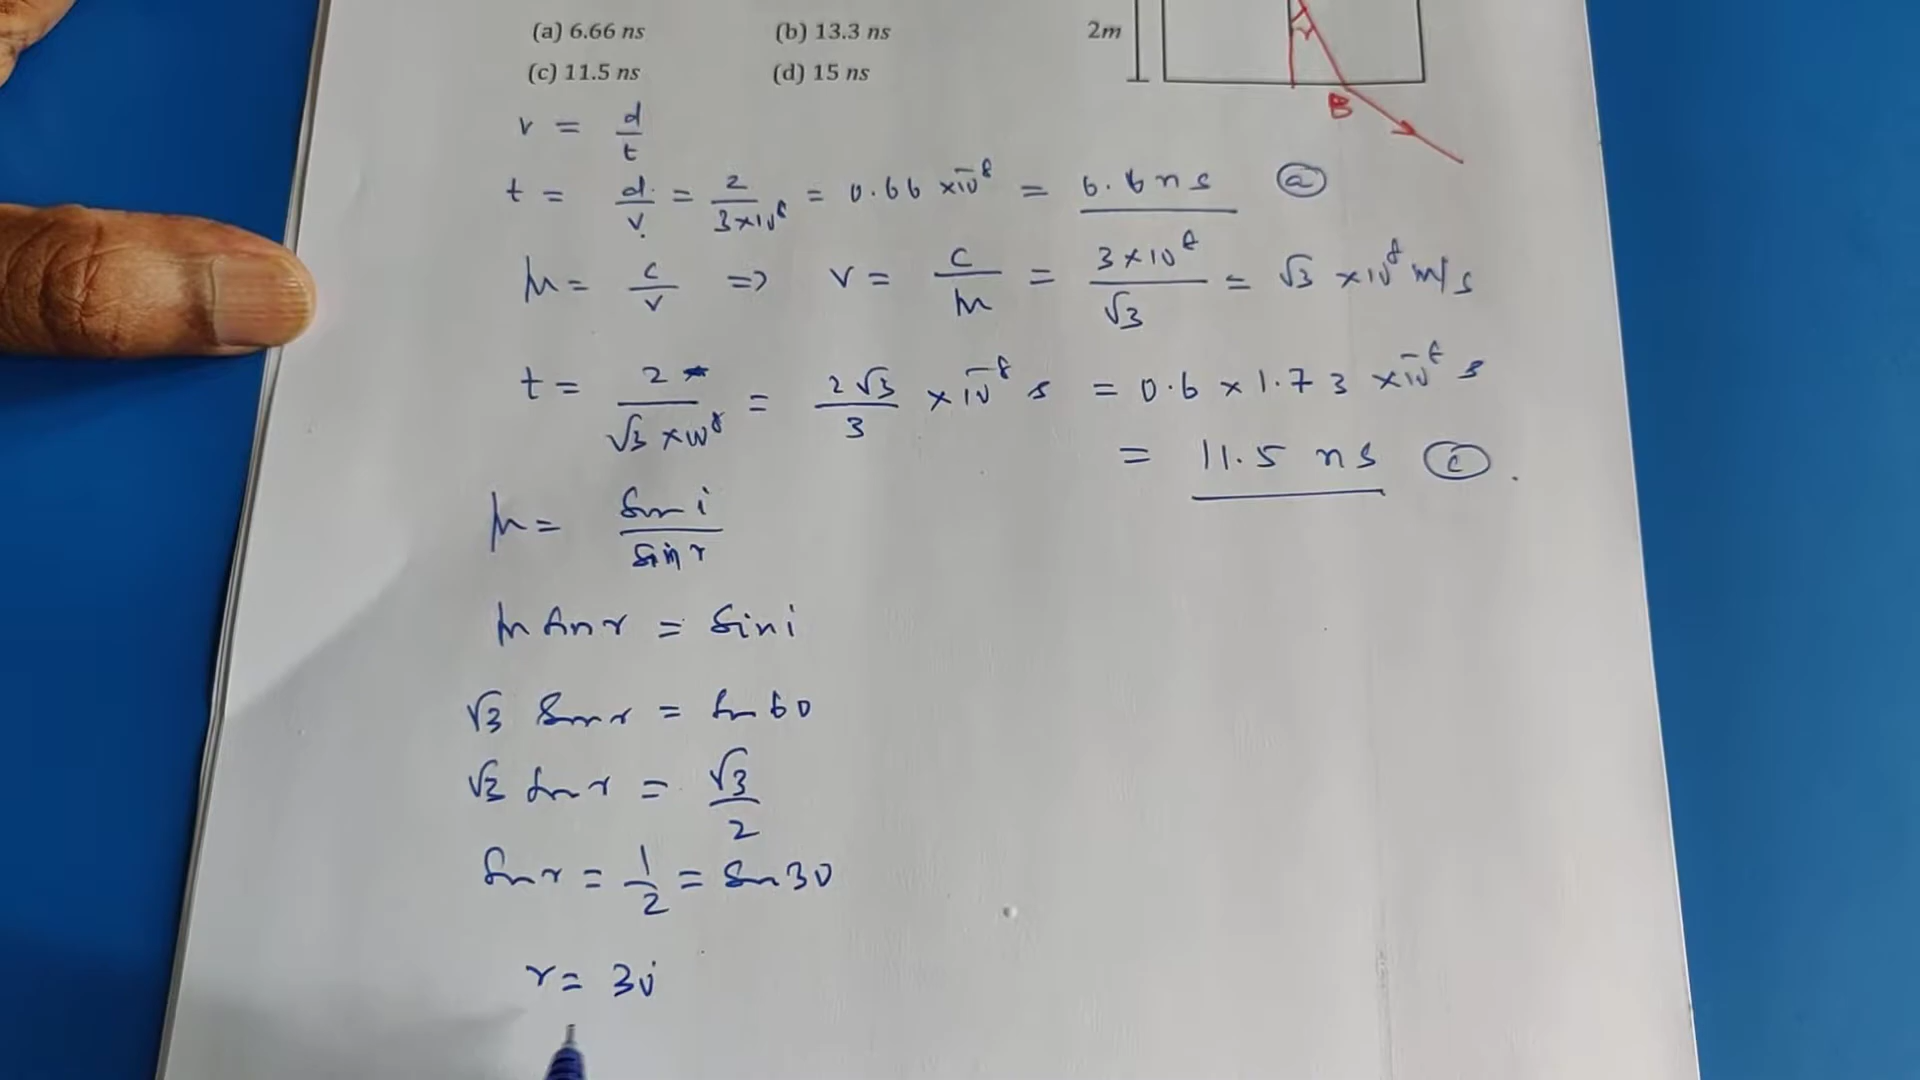 (a) 6.66 ns (b) 13.3 ns 2m
(c) 11.5 ns (d) 15 ns
B
v = d/t
t = d/v = 2/3×10⁸ = 0.66 ×10⁻⁸ = 6.6 ns (a)
μ = c/v => v = c/μ = 3×10⁸/√3 = √3 ×10⁸ m/s
t = 2/√3 ×10⁸ = 2√3/3 ×10⁻⁸ s = 0.6 × 1.73 ×10⁻⁸ s
= 11.5 ns (c)
μ = sin i/sin r
μ sin r = sin i
√3 sin r = sin 60
√3 sin r = √3/2
sin r = 1/2 = sin 30
r = 30